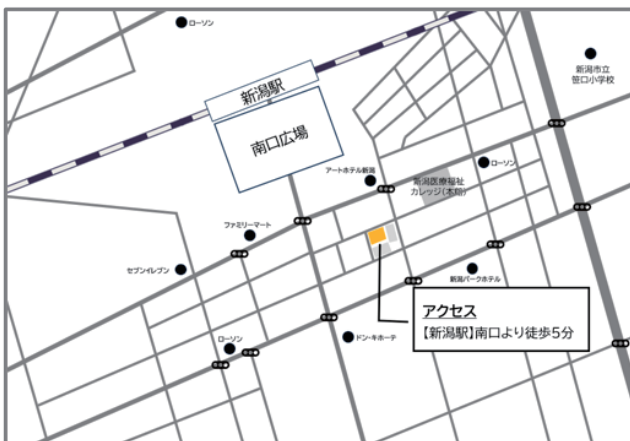 ローソン
新潟駅
南口広場
新潟市立
笹口小学校
アートホテル新潟
ローソン
新潟医療福祉
カレッジ(本館)
ファミリーマート
セブンイレブン
新潟パークホテル
アクセス
【新潟駅】南口より徒歩5分
ローソン
ドン・キホーテ